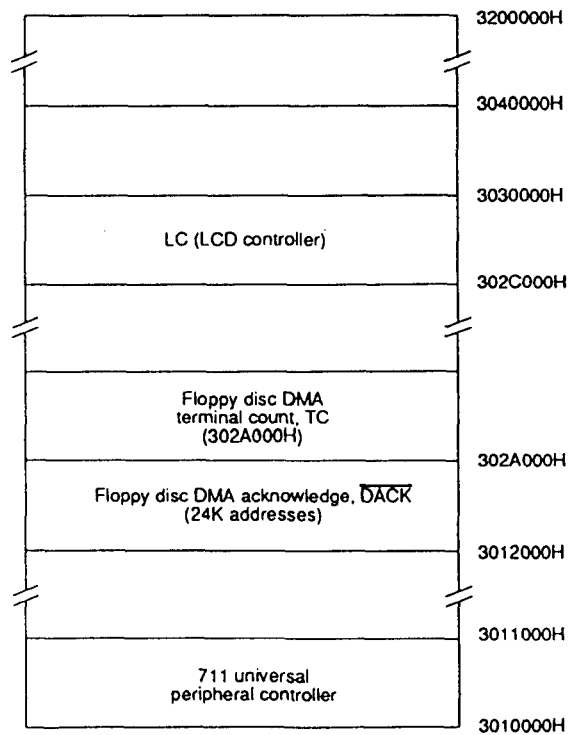 3200000H
3040000H
3030000H
LC (LCD controller)
302C000H
Floppy disc DMA
terminal count, TC
(302A000H)
302A000H
Floppy disc DMA acknowledge, DACK
(24K addresses)
3012000H
3011000H
711 universal
peripheral controller
3010000H